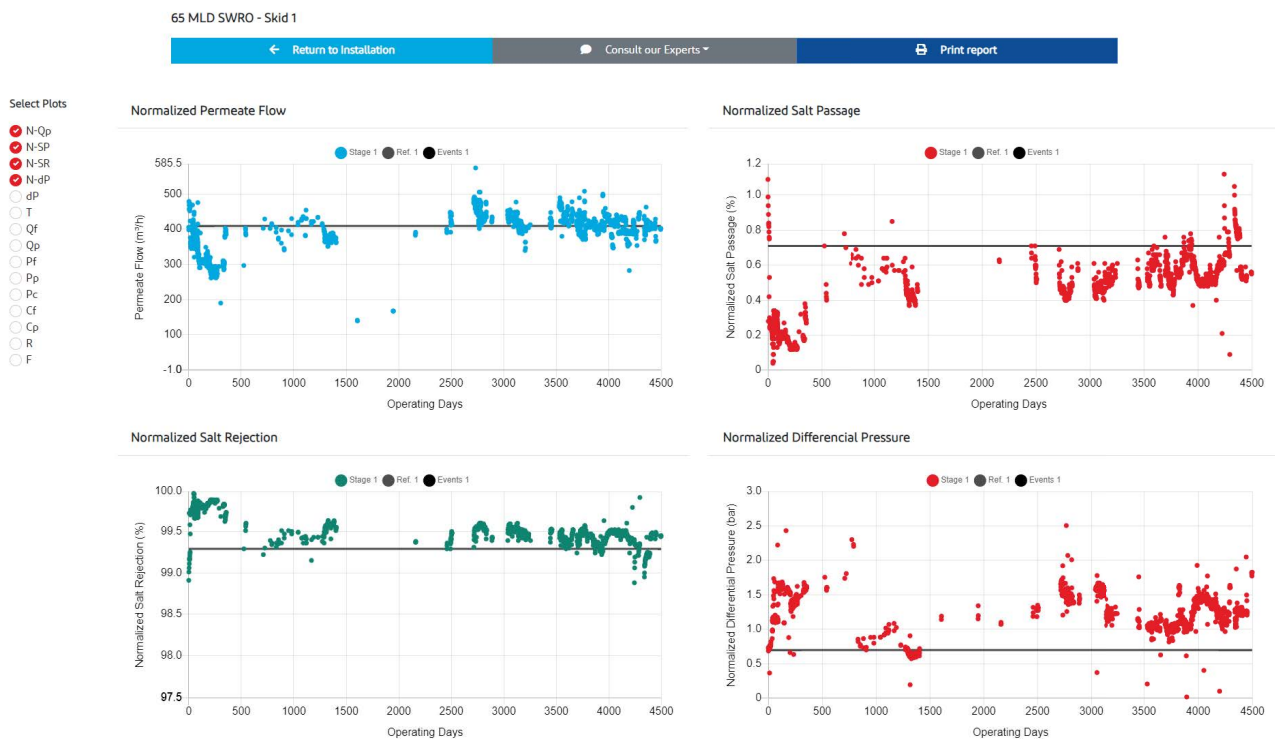 65 MLD SWRO - Skid 1
Return to Installation
Consult our Experts
Print report
Select Plots
N-Qp
N-SP
N-SR
N-dP
dP
T
Qf
Qp
Pf
Pp
Pc
Cf
Cp
R
F
Normalized Permeate Flow
Stage 1 Ref. 1 Events 1
Permeate Flow (m³/h)
585.5
500
400
300
200
100
-1.0
0 500 1000 1500 2000 2500 3000 3500 4000 4500
Operating Days
Normalized Salt Passage
Stage 1 Ref. 1 Events 1
Normalized Salt Passage (%)
1.2
1.0
0.8
0.6
0.4
0.2
0
0 500 1000 1500 2000 2500 3000 3500 4000 4500
Operating Days
Normalized Salt Rejection
Stage 1 Ref. 1 Events 1
Normalized Salt Rejection (%)
100.0
99.5
99.0
98.5
98.0
97.5
0 500 1000 1500 2000 2500 3000 3500 4000 4500
Operating Days
Normalized Differencial Pressure
Stage 1 Ref. 1 Events 1
Normalized Differential Pressure (bar)
3.0
2.5
2.0
1.5
1.0
0.5
0
0 500 1000 1500 2000 2500 3000 3500 4000 4500
Operating Days